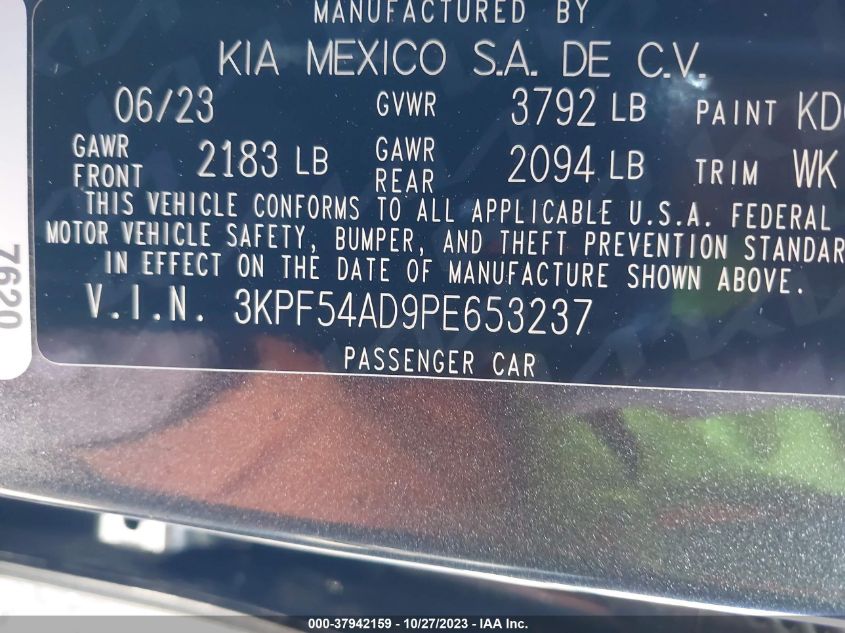 MANUFACTURED BY
KIA MEXICO S.A. DE C.V.
06/23 GVWR 3792 LB PAINT
GAWR FRONT 2183 LB GAWR REAR 2094 LB TRIM WK
THIS VEHICLE CONFORMS TO ALL APPLICABLE U.S.A. FEDERAL
MOTOR VEHICLE SAFETY, BUMPER, AND THEFT PREVENTION STANDAR
IN EFFECT ON THE DATE OF MANUFACTURE SHOWN ABOVE.
V.I.N. 3KPF54AD9PE653237
PASSENGER CAR
7620
000-37942159 | 10/27/2023 - IAA Inc.